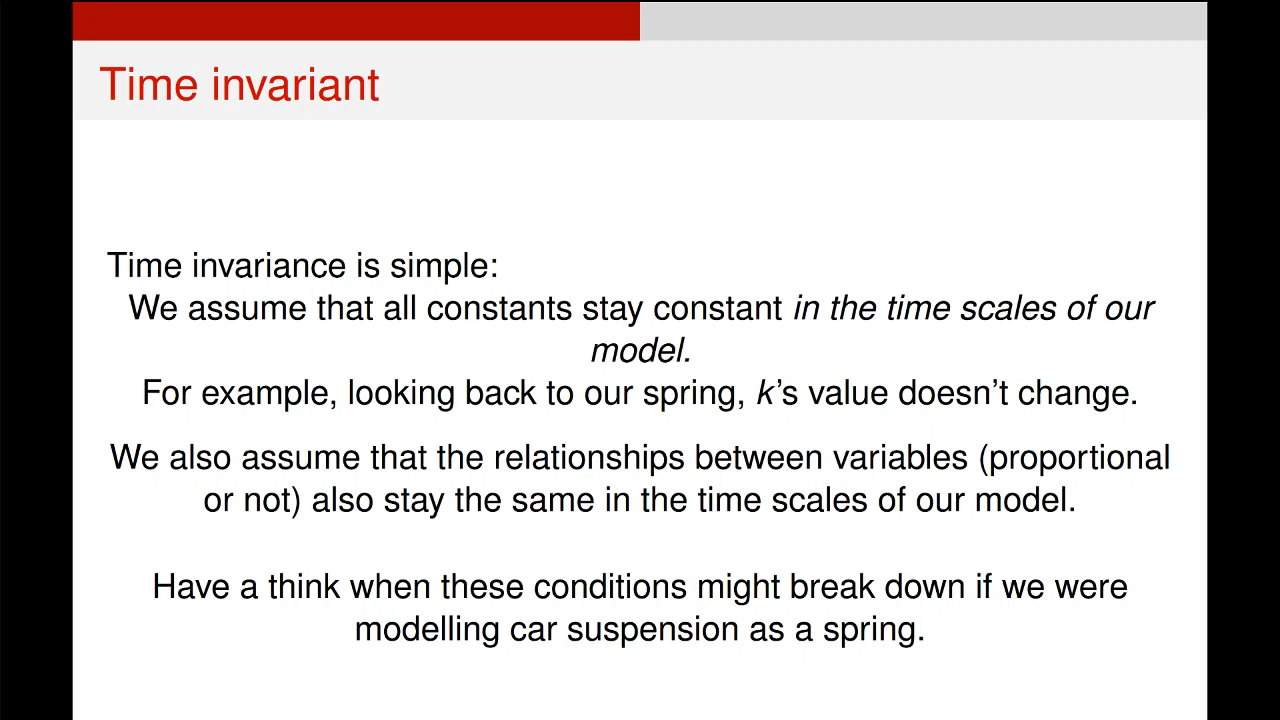 Time invariant
Time invariance is simple:
We assume that all constants stay constant in the time scales of our
model.
For example, looking back to our spring, k’s value doesn’t change.
We also assume that the relationships between variables (proportional
or not) also stay the same in the time scales of our model.
Have a think when these conditions might break down if we were
modelling car suspension as a spring.